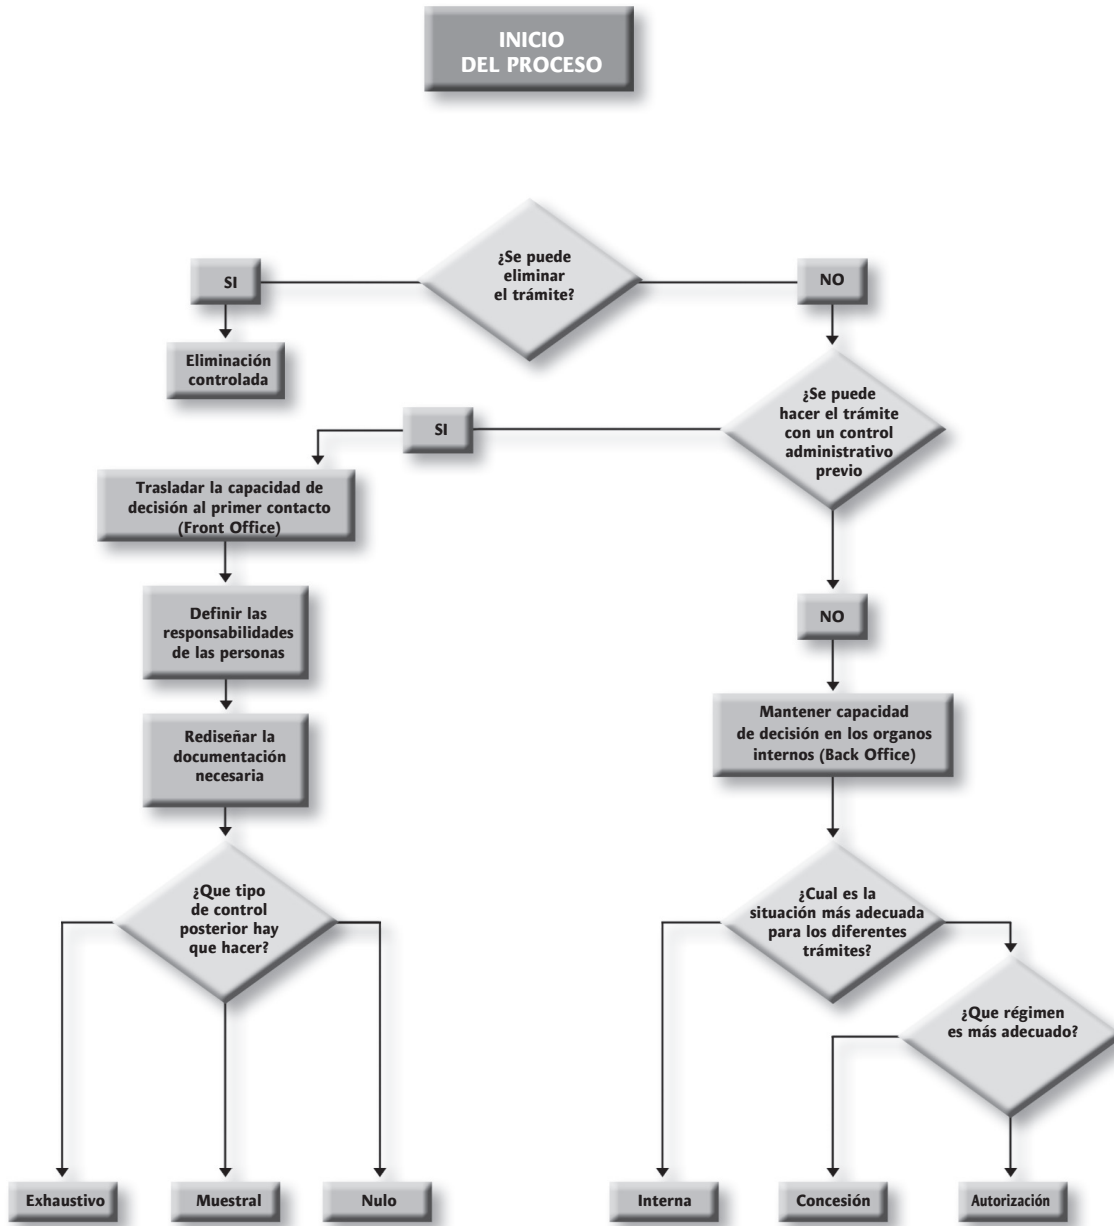 INICIO
DEL PROCESO
¿Se puede
eliminar
el trámite?
SI
NO
Eliminación
controlada
¿Se puede
hacer el trámite
con un control
administrativo
previo
SI
Trasladar la capacidad de
decisión al primer contacto
(Front Office)
Definir las
responsabilidades
de las personas
NO
Rediseñar la
documentación
necesaria
Mantener capacidad
de decisión en los organos
internos (Back Office)
¿Que tipo
de control
posterior hay
que hacer?
¿Cual es la
situación más adecuada
para los diferentes
trámites?
¿Que régimen
es más adecuado?
Exhaustivo
Muestral
Nulo
Interna
Concesión
Autorización